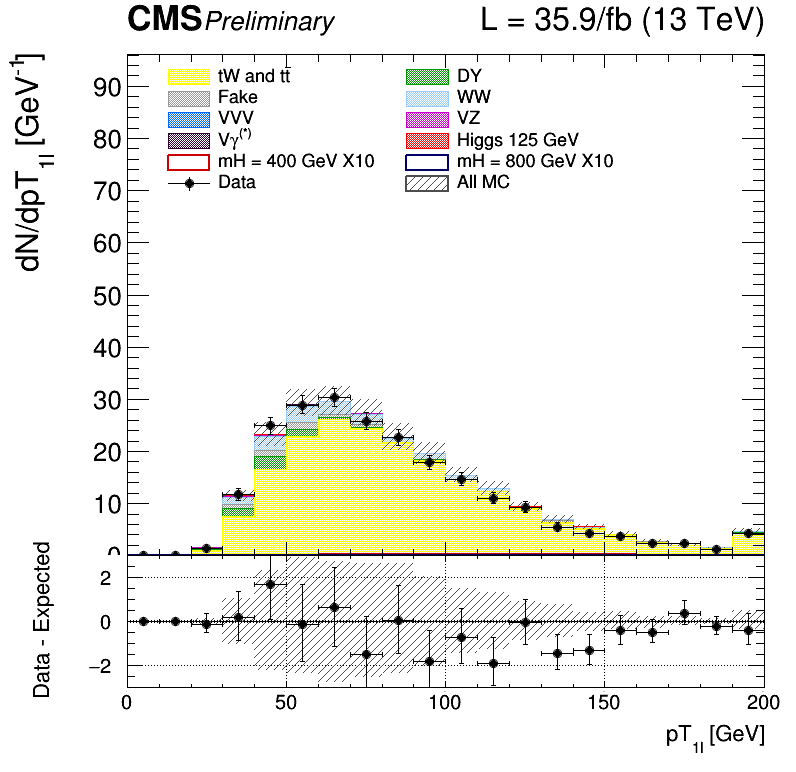 CMS Preliminary L = 35.9/fb (13 TeV)
dN/dpT_1l [GeV^-1]
90
80
70
60
50
40
30
20
10
0
tW and tt
Fake
VVV
Vγ(*)
mH = 400 GeV X10
Data
DY
WW
VZ
Higgs 125 GeV
mH = 800 GeV X10
All MC
Data - Expected
2
0
−2
0 50 100 150 200
pT_1l [GeV]